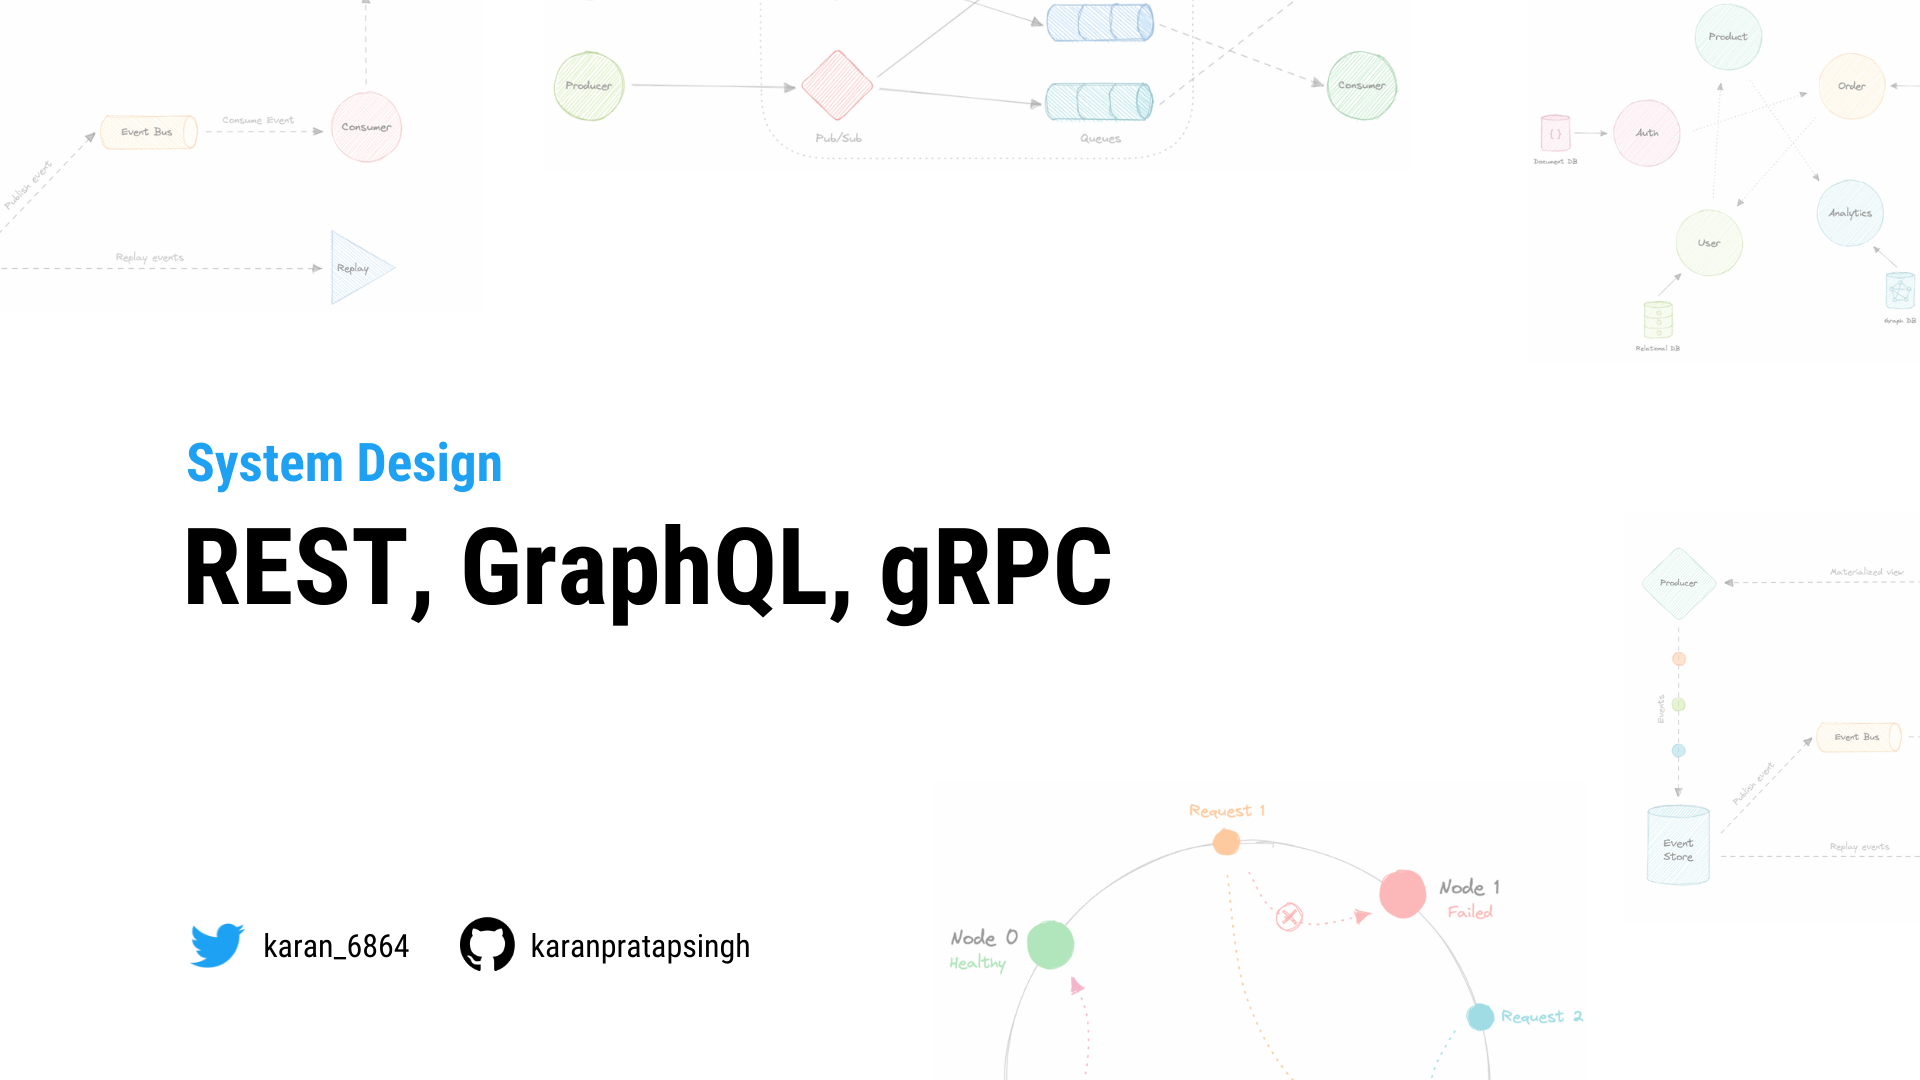 Event Bus
Consume Event
Consumer
Publish event
Replay events
Replay
Producer
Pub/Sub
Queues
Consumer
Product
Order
Auth
Document DB
Analytics
User
Graph DB
Relational DB
System Design
REST, GraphQL, gRPC
Producer
Materialized view
Events
Event Bus
Publish event
Event
Store
Replay events
Request 1
Node 1
Failed
Node 0
Healthy
Request 2
karan_6864
karanpratapsingh